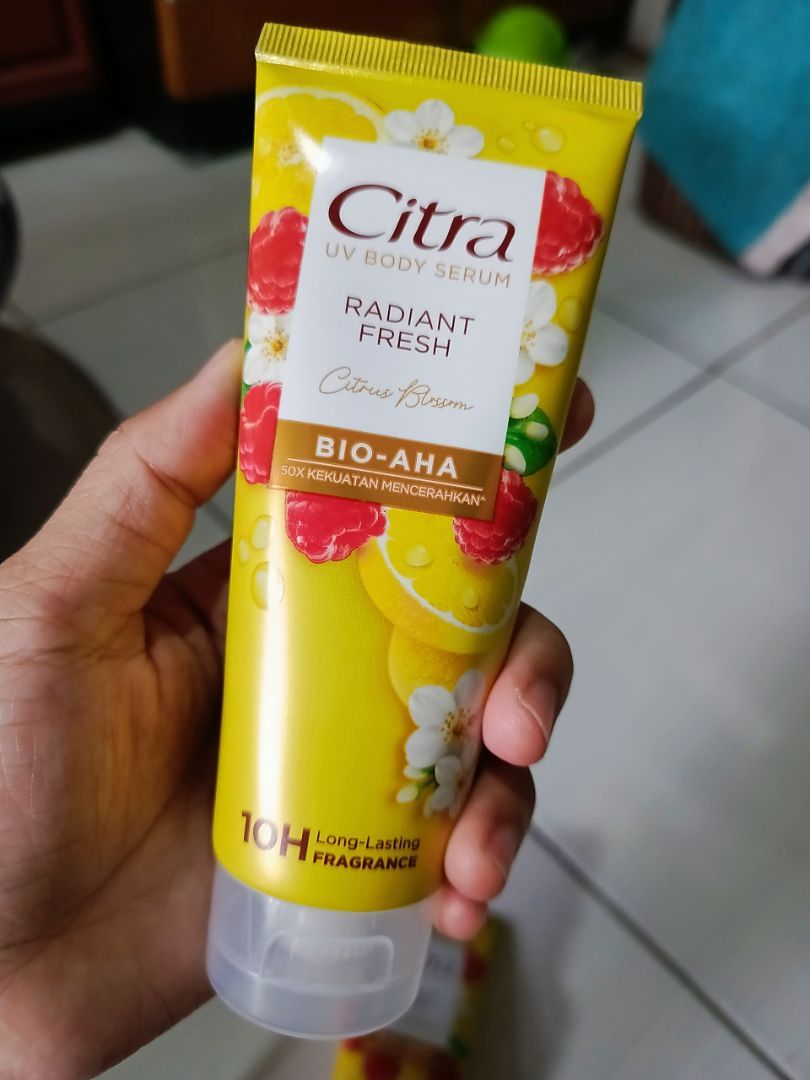 Citra
UV BODY SERUM
RADIANT
FRESH
Citrus Blossom
BIO-AHA
50X KEKUATAN MENCERAHKAN^
10H Long-Lasting
FRAGRANCE